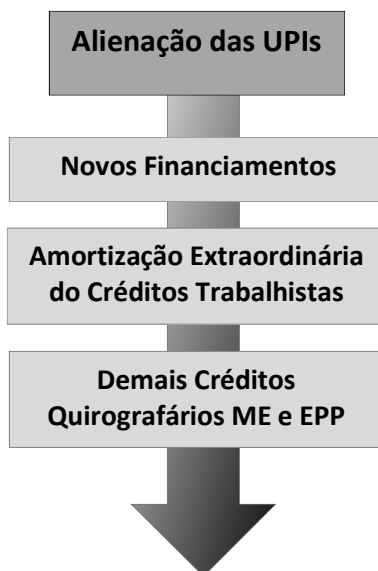 Alienação das UPIs
Novos Financiamentos
Amortização Extraordinária
do Créditos Trabalhistas
Demais Créditos
Quirografários ME e EPP